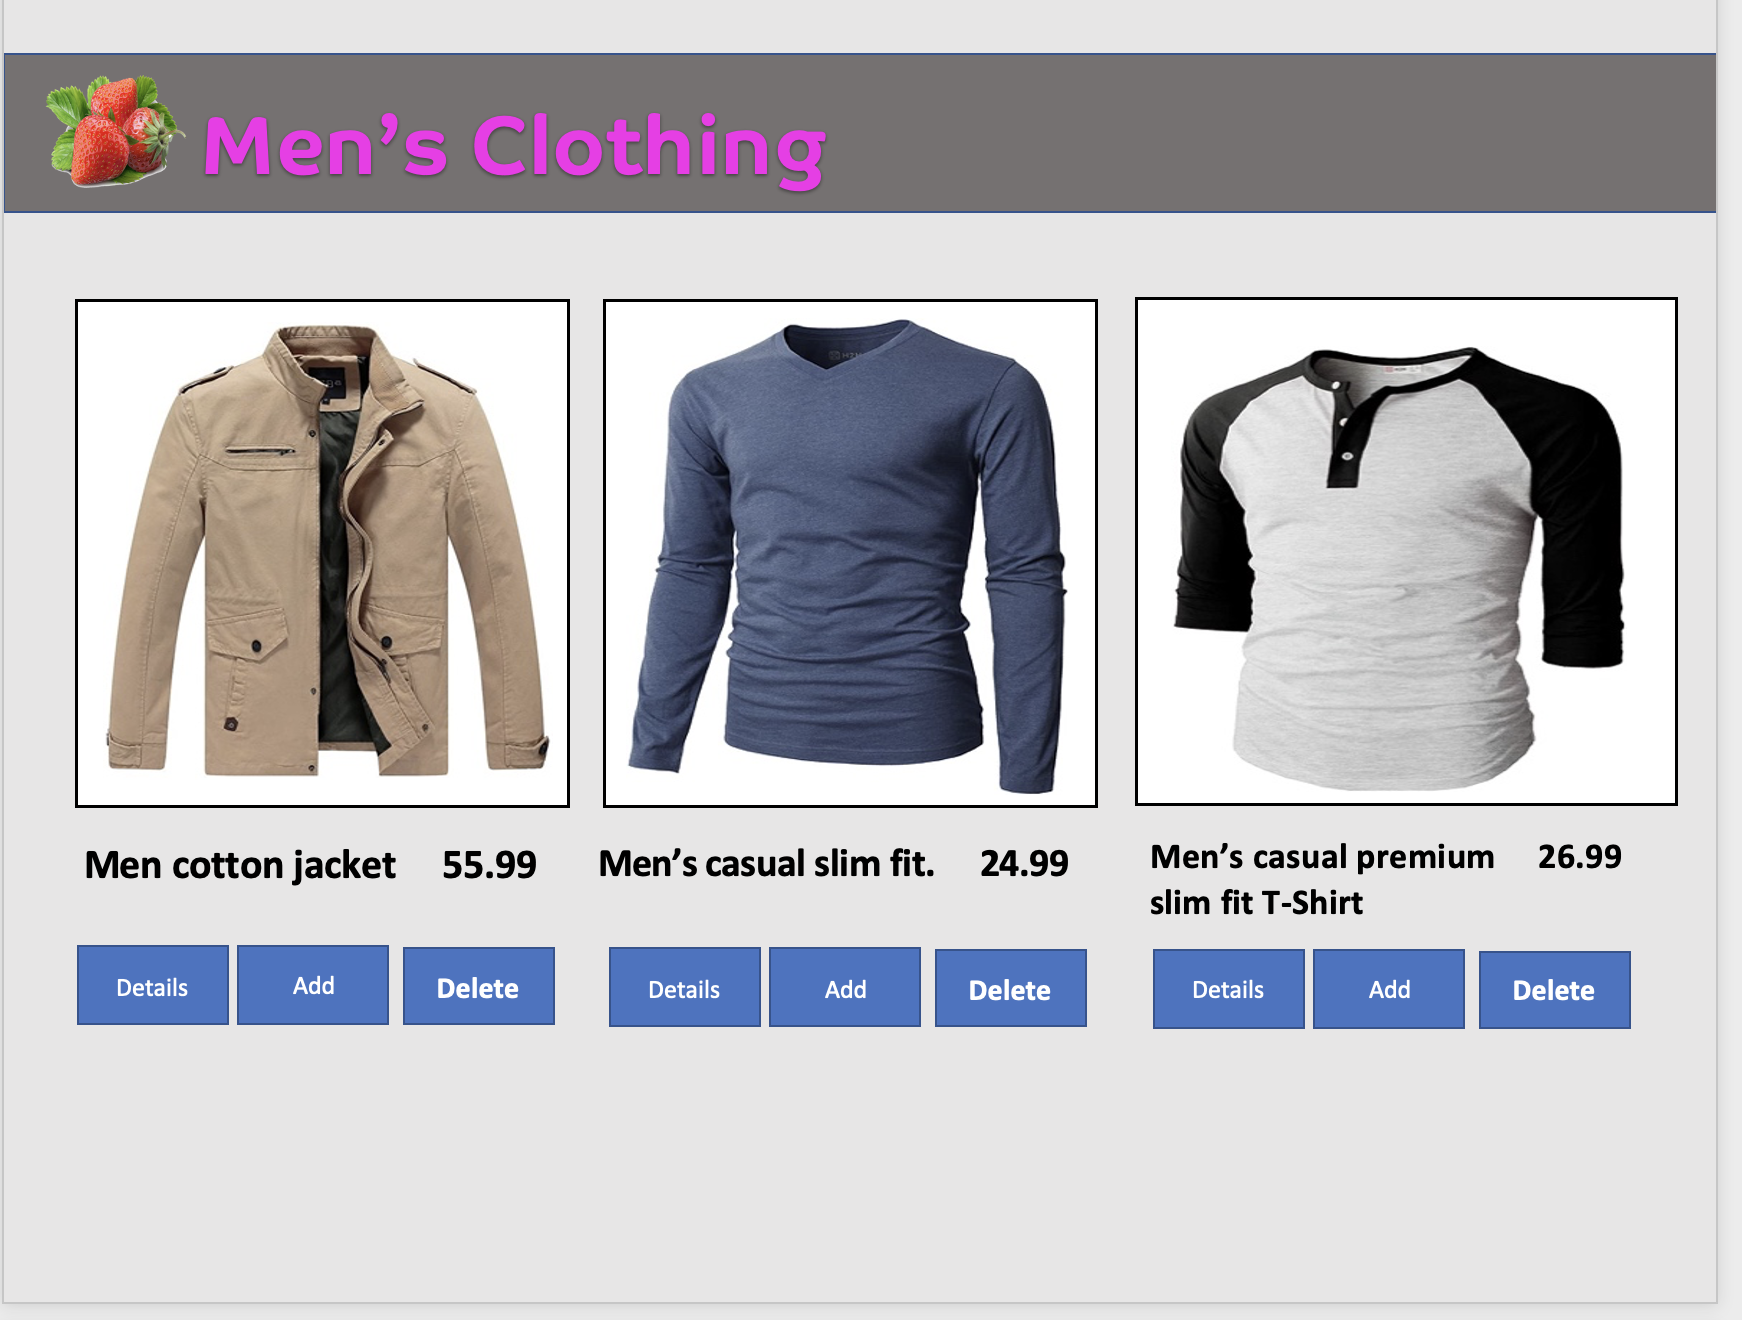 Men’s Clothing
Men cotton jacket 55.99
Men’s casual slim fit. 24.99
Men’s casual premium 26.99
slim fit T-Shirt
Details Add Delete
Details Add Delete
Details Add Delete